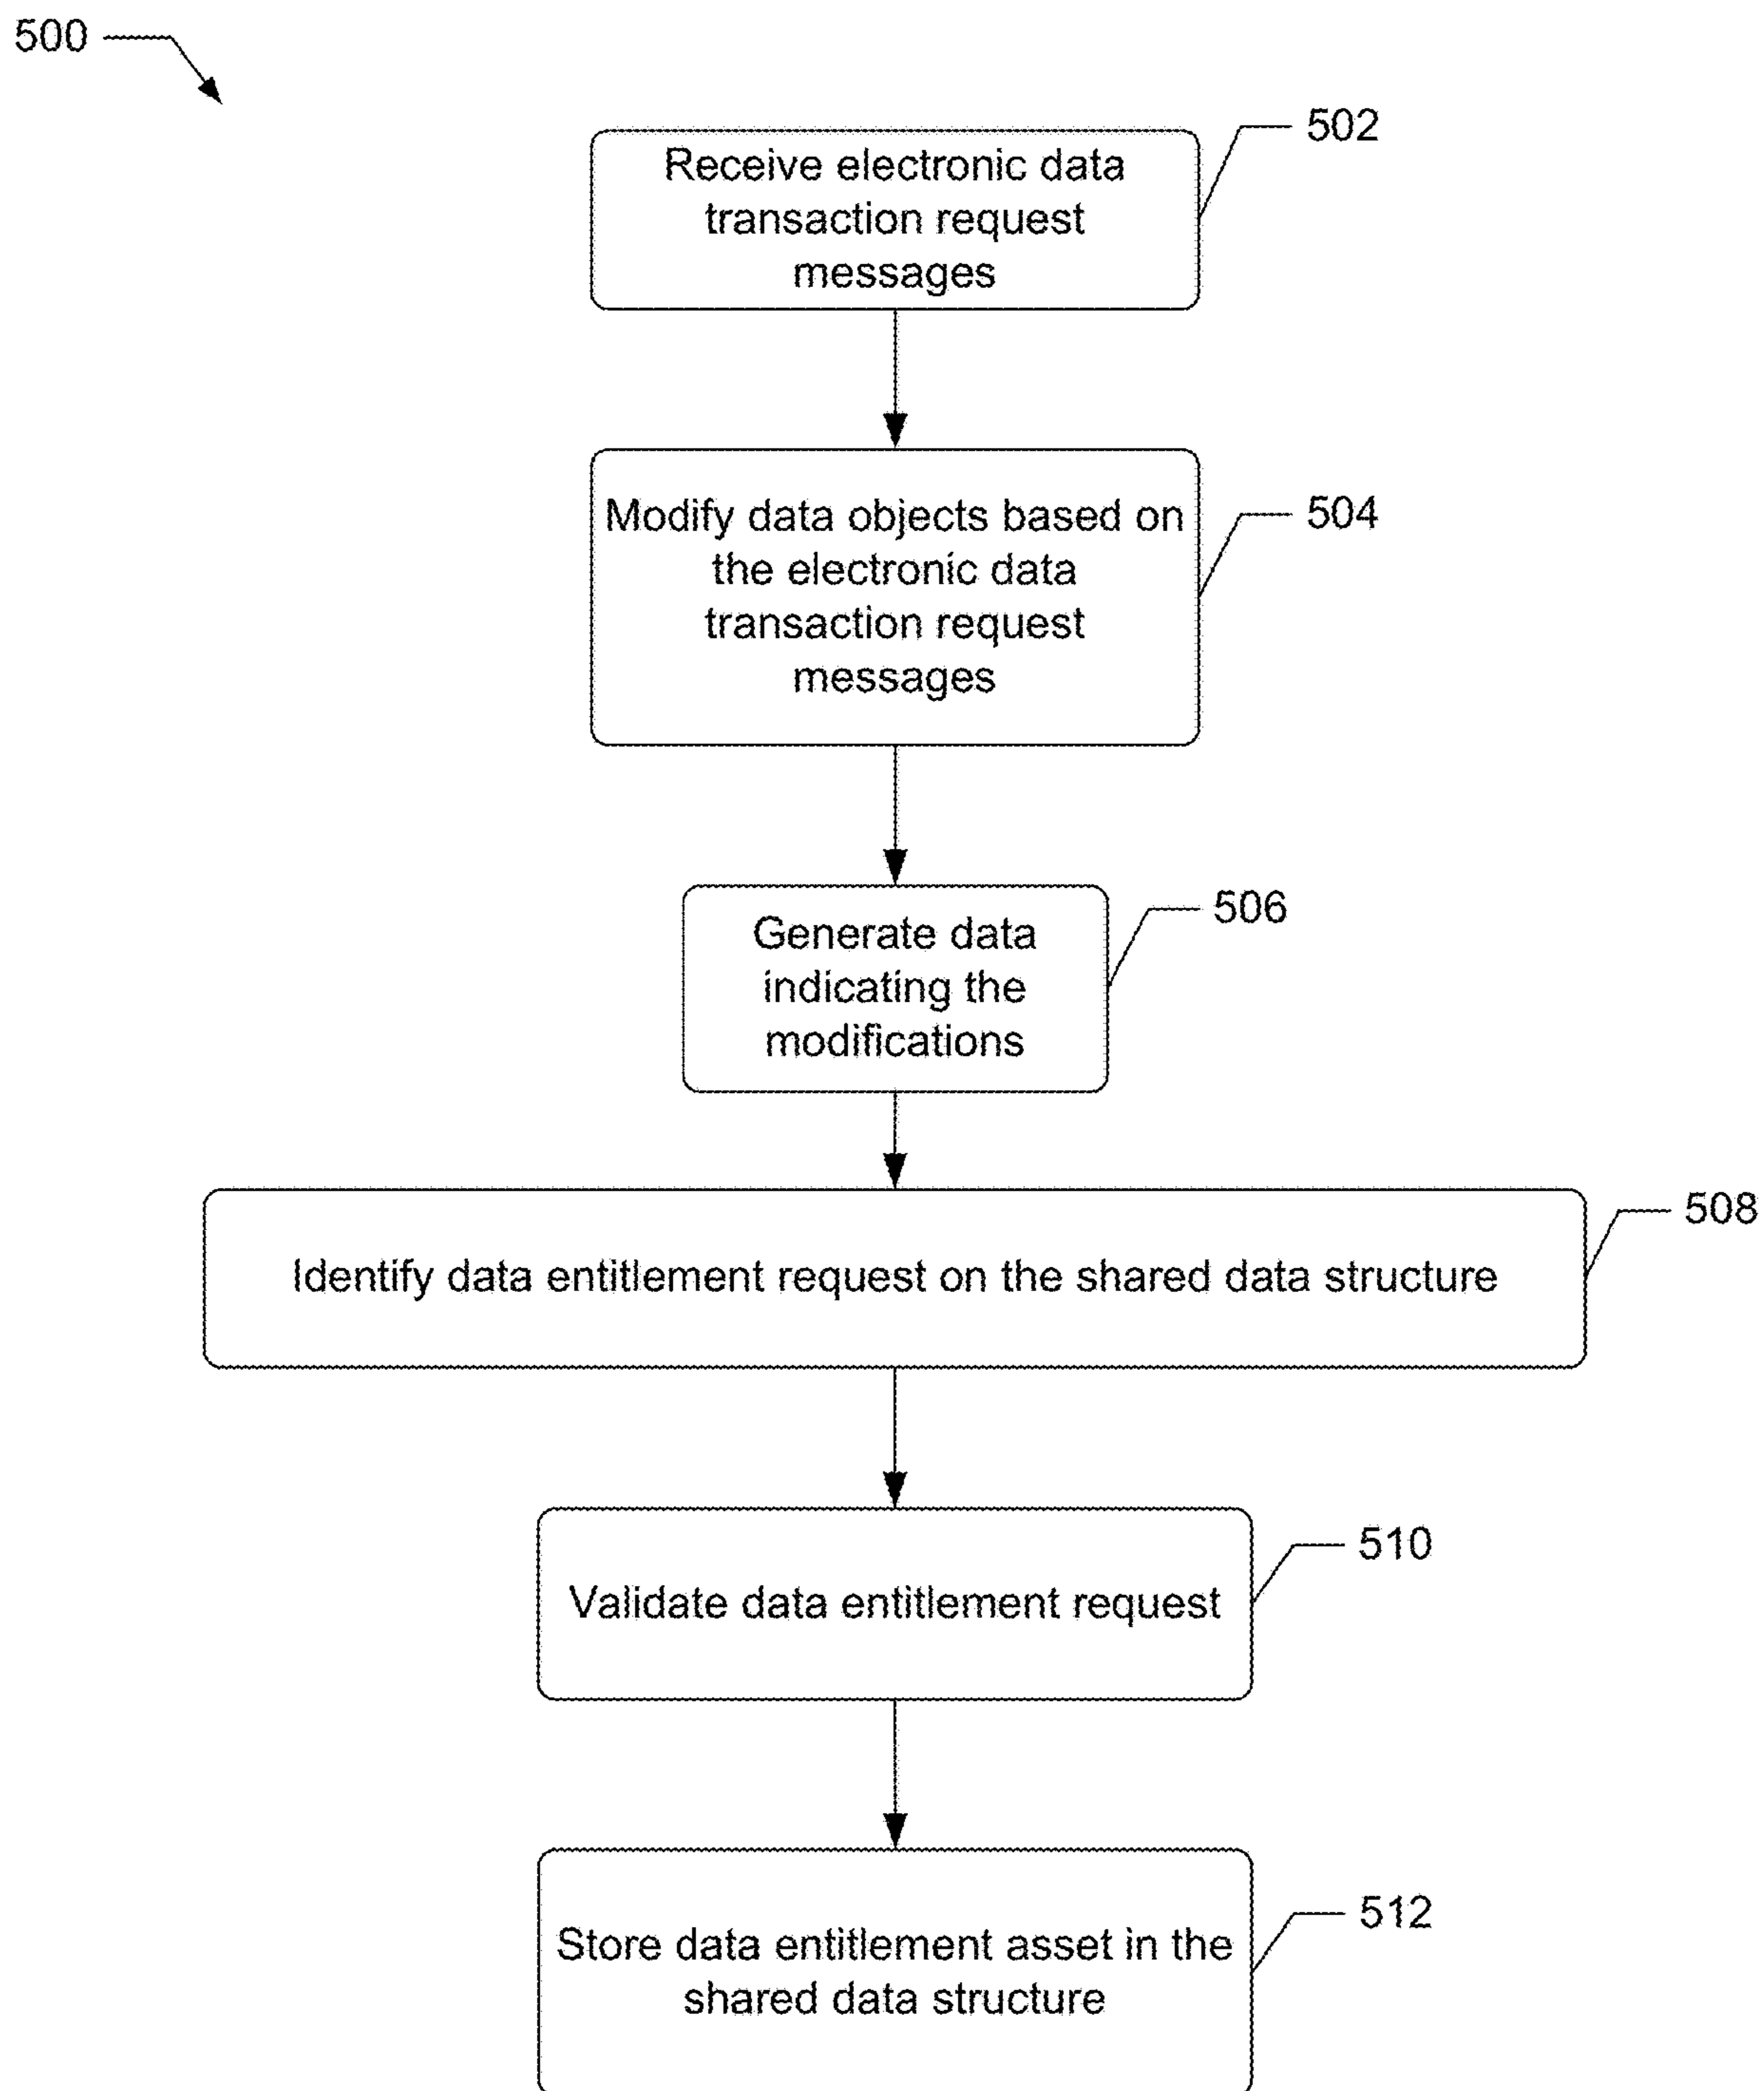 500
502
Receive electronic data
transaction request
messages
504
Modify data objects based on
the electronic data
transaction request
messages
506
Generate data
indicating the
modifications
508
Identify data entitlement request on the shared data structure
510
Validate data entitlement request
512
Store data entitlement asset in the
shared data structure